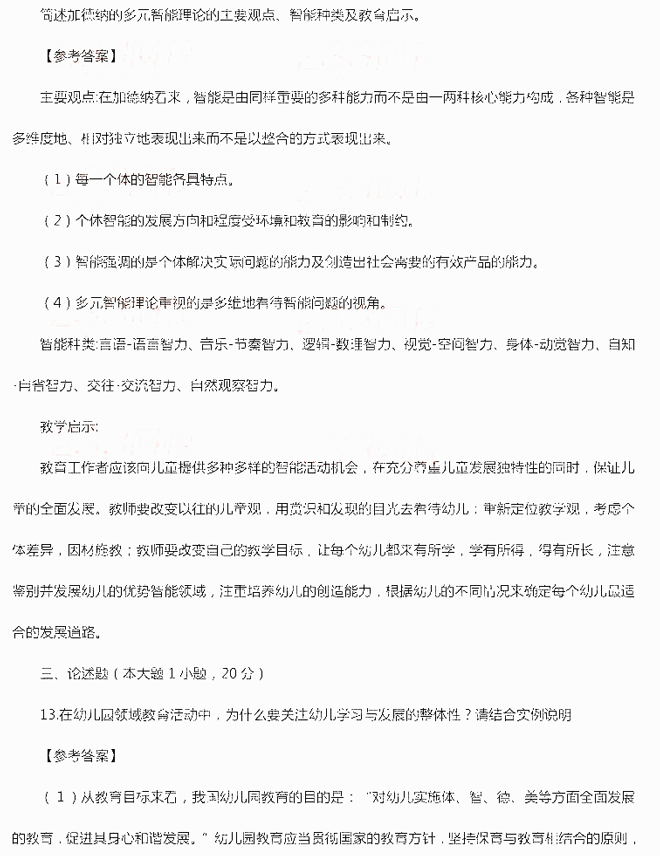 简述加德纳的多元智能理论的主要观点、智能种类及教育启示。
【参考答案】
主要观点:在加德纳看来，智能是由同样重要的多种能力而不是由一两种核心能力构成，各种智能是
多维度地、相对独立地表现出来而不是以整合的方式表现出来。
（1）每一个体的智能各具特点。
（2）个体智能的发展方向和程度受环境和教育的影响和制约。
（3）智能强调的是个体解决实际问题的能力及创造出社会需要的有效产品的能力。
（4）多元智能理论重视的是多维地看待智能问题的视角。
智能种类:言语-语言智力、音乐-节奏智力、逻辑-数理智力、视觉-空间智力、身体-动觉智力、自知
-自省智力、交往-交流智力、自然观察智力。
教学启示:
教育工作者应该向儿童提供多种多样的智能活动机会，在充分尊重儿童发展独特性的同时，保证儿
童的全面发展。教师要改变以往的儿童观，用赏识和发现的目光去看待幼儿；重新定位教学观，考虑个
体差异，因材施教；教师要改变自己的教学目标，让每个幼儿都来有所学，学有所得，得有所长，注意
鉴别并发展幼儿的优势智能领域，注重培养幼儿的创造能力，根据幼儿的不同情况来确定每个幼儿最适
合的发展道路。
三、论述题（本大题1小题，20分）
13.在幼儿园领域教育活动中，为什么要关注幼儿学习与发展的整体性？请结合实例说明
【参考答案】
（1）从教育目标来看，我国幼儿园教育的目的是：“对幼儿实施体、智、德、美等方面全面发展
的教育，促进其身心和谐发展。”幼儿园教育应当贯彻国家的教育方针，坚持保育与教育相结合的原则，